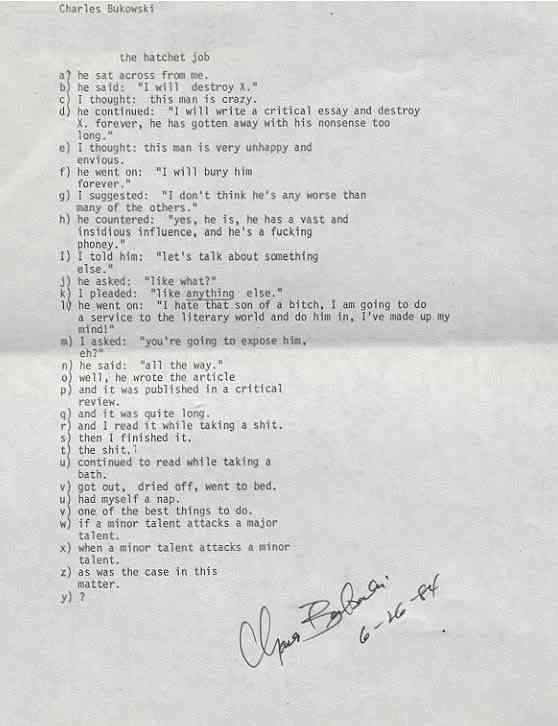 Charles Bukowski
the hatchet job
a) he sat across from me.
b) he said: "I will destroy X."
c) I thought: this man is crazy.
d) he continued: "I will write a critical essay and destroy
X. forever, he has gotten away with his nonsense too
long."
e) I thought: this man is very unhappy and
envious.
f) he went on: "I will bury him
forever."
g) I suggested: "I don't think he's any worse than
many of the others."
h) he countered: "yes, he is, he has a vast and
insidious influence, and he's a fucking
phoney."
I) I told him: "let's talk about something
else."
j) he asked: "like what?"
k) I pleaded: "like anything else."
l) he went on: "I hate that son of a bitch, I am going to do
a service to the literary world and do him in, I've made up my
mind!"
m) I asked: "you're going to expose him,
eh?"
n) he said: "all the way."
o) well, he wrote the article
p) and it was published in a critical
review.
q) and it was quite long.
r) and I read it while taking a shit.
s) then I finished it.
t) the shit.
u) continued to read while taking a
bath.
v) got out, dried off, went to bed.
u) had myself a nap.
v) one of the best things to do.
w) if a minor talent attacks a major
talent.
x) when a minor talent attacks a minor
talent.
z) as was the case in this
matter.
y) ?
Charles Bukowski
6-26-84